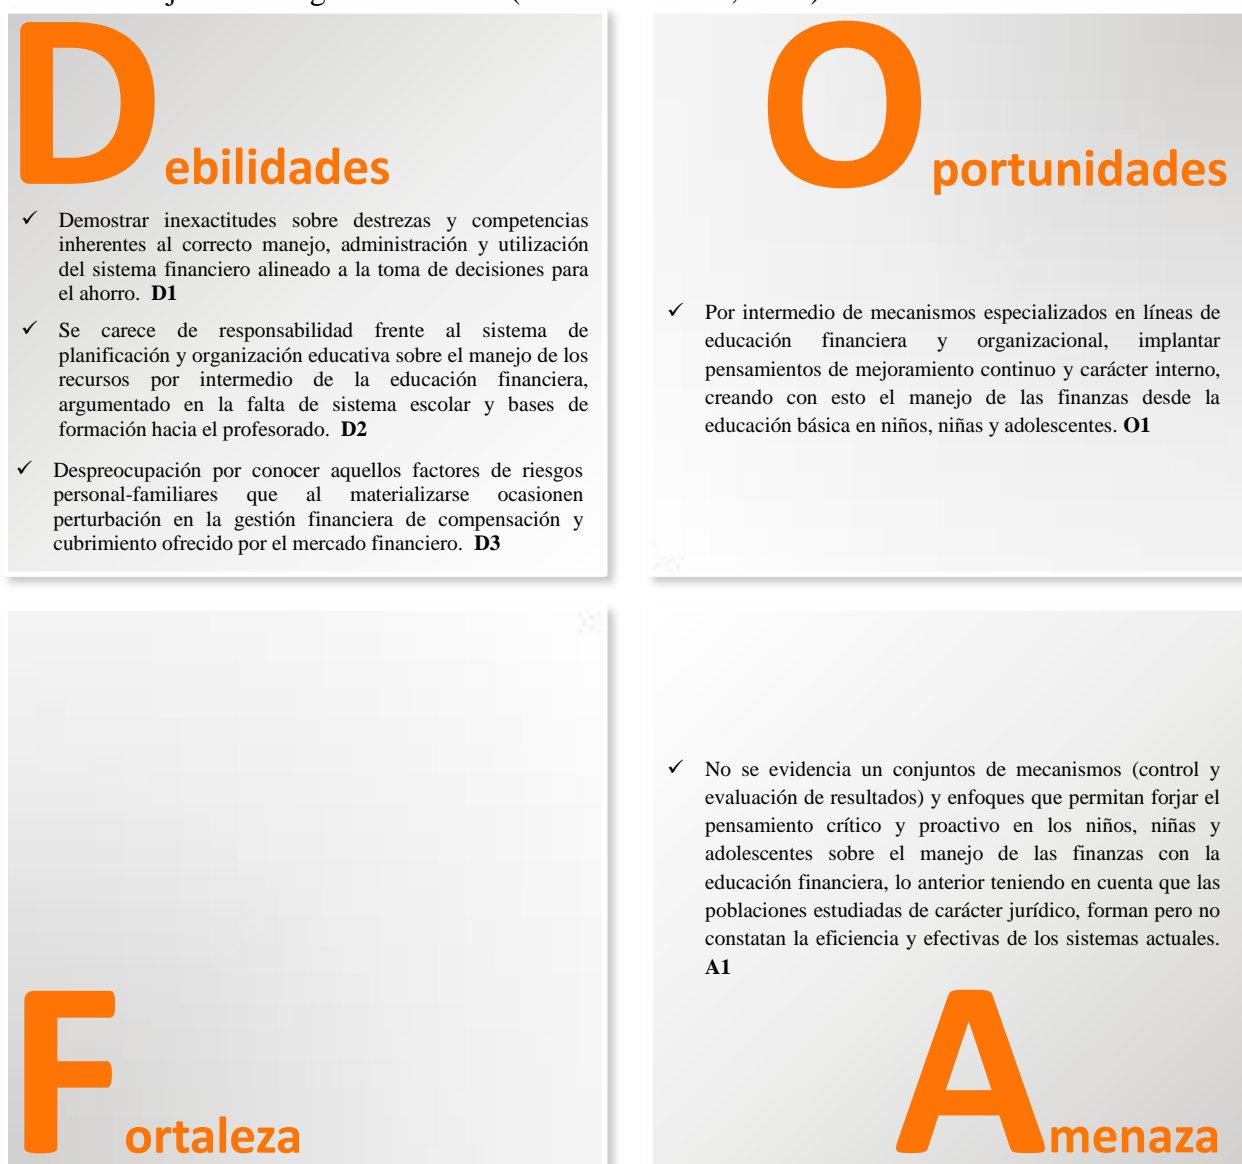 Debilidades
✓ Demostrar inexactitudes sobre destrezas y competencias
inherentes al correcto manejo, administración y utilización
del sistema financiero alineado a la toma de decisiones para
el ahorro. D1
✓ Se carece de responsabilidad frente al sistema de
planificación y organización educativa sobre el manejo de los
recursos por intermedio de la educación financiera,
argumentado en la falta de sistema escolar y bases de
formación hacia el profesorado. D2
✓ Despreocupación por conocer aquellos factores de riesgos
personal-familiares que al materializarse ocasionen
perturbación en la gestión financiera de compensación y
cubrimiento ofrecido por el mercado financiero. D3
Oportunidades
✓ Por intermedio de mecanismos especializados en líneas de
educación financiera y organizacional, implantar
pensamientos de mejoramiento continuo y carácter interno,
creando con esto el manejo de las finanzas desde la
educación básica en niños, niñas y adolescentes. O1
Fortaleza
✓ No se evidencia un conjuntos de mecanismos (control y
evaluación de resultados) y enfoques que permitan forjar el
pensamiento crítico y proactivo en los niños, niñas y
adolescentes sobre el manejo de las finanzas con la
educación financiera, lo anterior teniendo en cuenta que las
poblaciones estudiadas de carácter jurídico, forman pero no
constatan la eficiencia y efectivas de los sistemas actuales.
A1
Amenaza